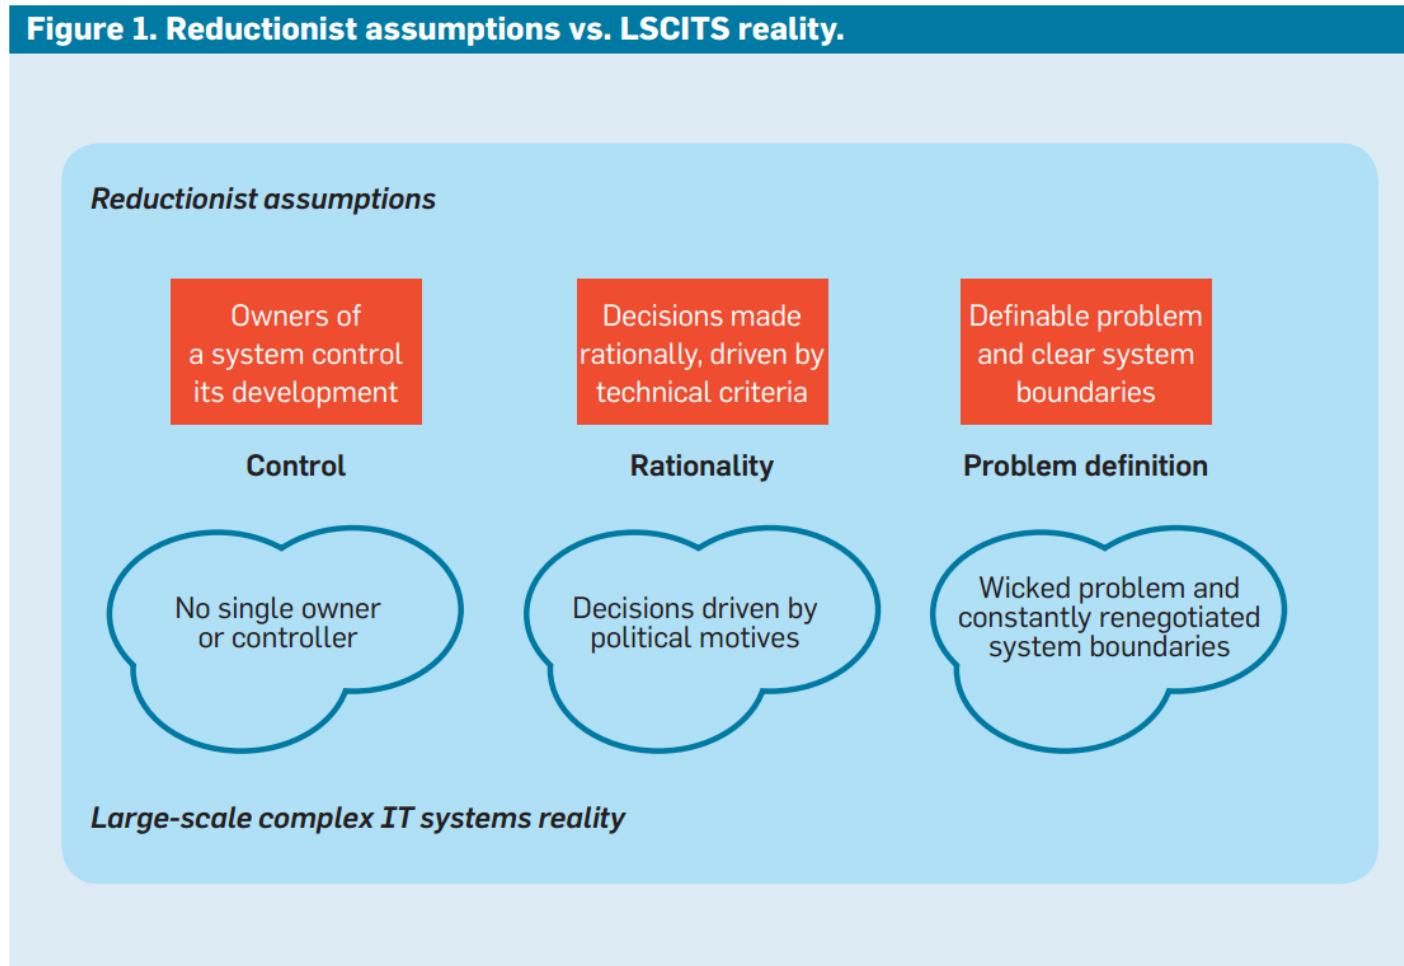 Figure 1. Reductionist assumptions vs. LSCITS reality.
Reductionist assumptions
Owners of
a system control
its development
Decisions made
rationally, driven by
technical criteria
Definable problem
and clear system
boundaries
Control
Rationality
Problem definition
No single owner
or controller
Decisions driven by
political motives
Wicked problem and
constantly renegotiated
system boundaries
Large-scale complex IT systems reality